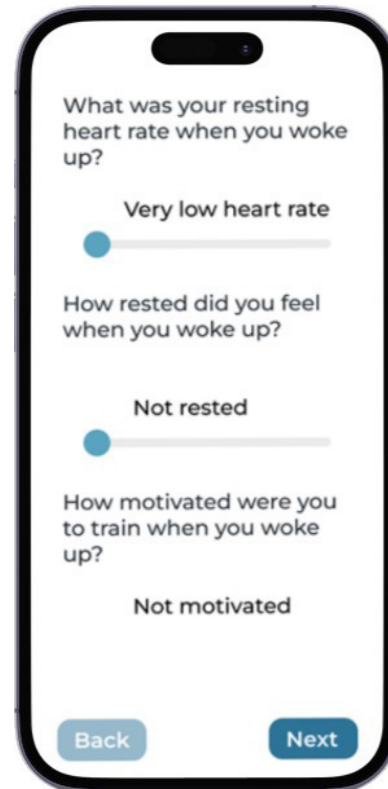 What was your resting
heart rate when you woke
up?
Very low heart rate
How rested did you feel
when you woke up?
Not rested
How motivated were you
to train when you woke
up?
Not motivated
Back
Next